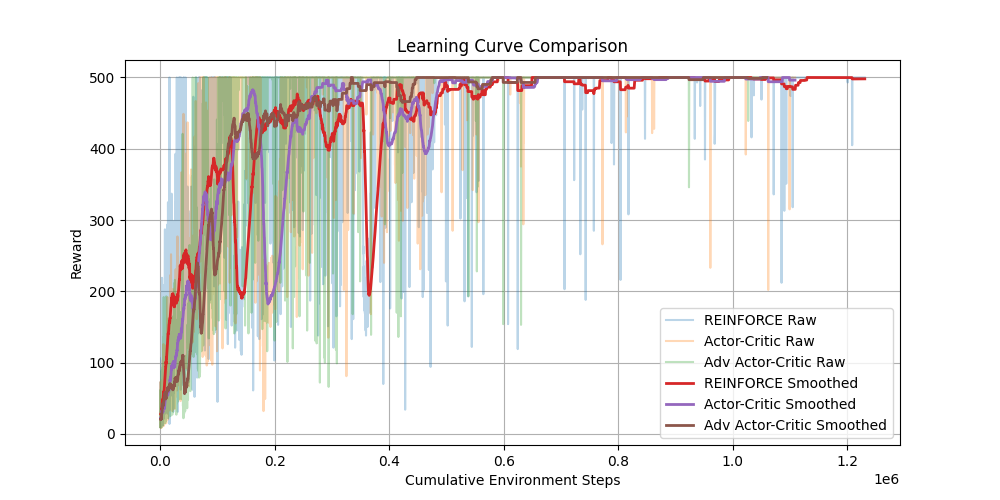 Learning Curve Comparison
Reward
500
400
300
200
100
0
REINFORCE Raw
Actor-Critic Raw
Adv Actor-Critic Raw
REINFORCE Smoothed
Actor-Critic Smoothed
Adv Actor-Critic Smoothed
0.0 0.2 0.4 0.6 0.8 1.0 1.2
1e6
Cumulative Environment Steps